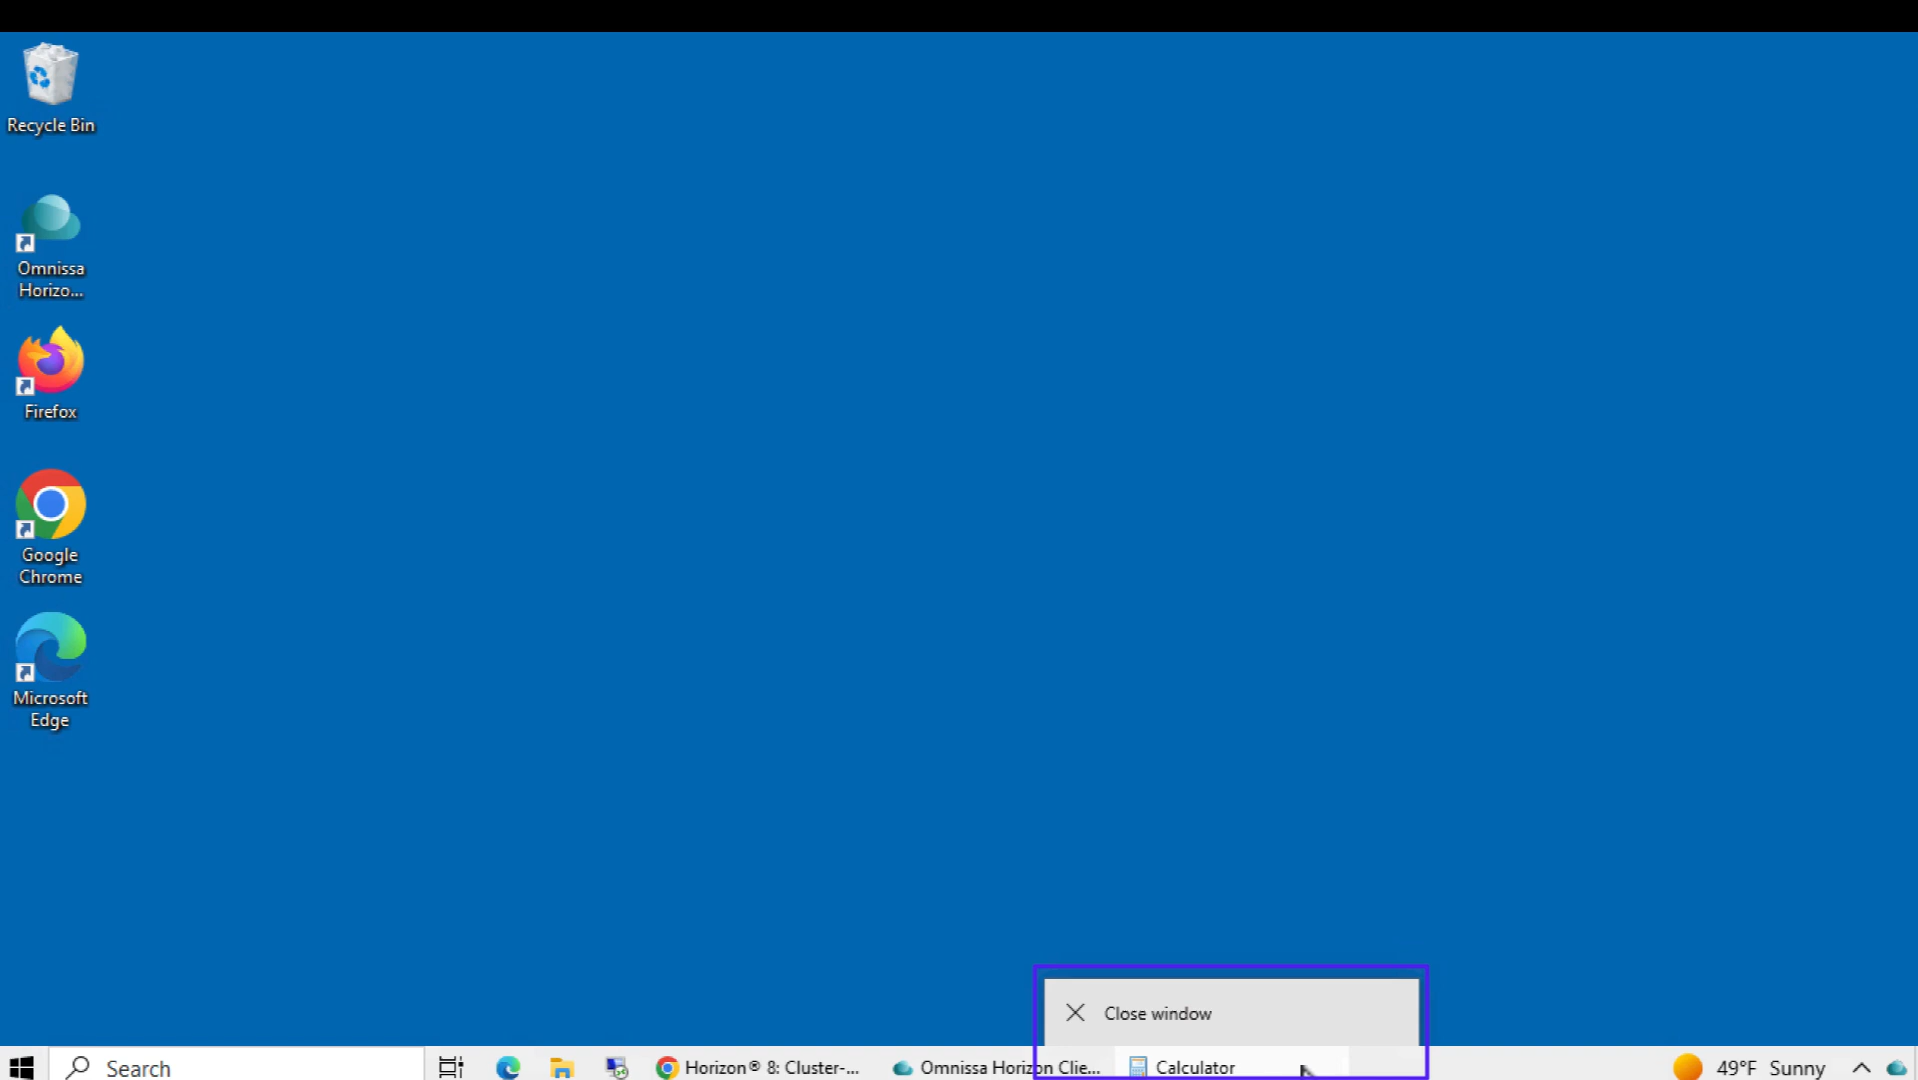 Recycle Bin
Omnissa
Horizo...
Firefox
Google
Chrome
Microsoft
Edge
Close window
Search
Horizon® 8: Cluster-...
Omnissa Horizon Clie...
Calculator
49°F Sunny